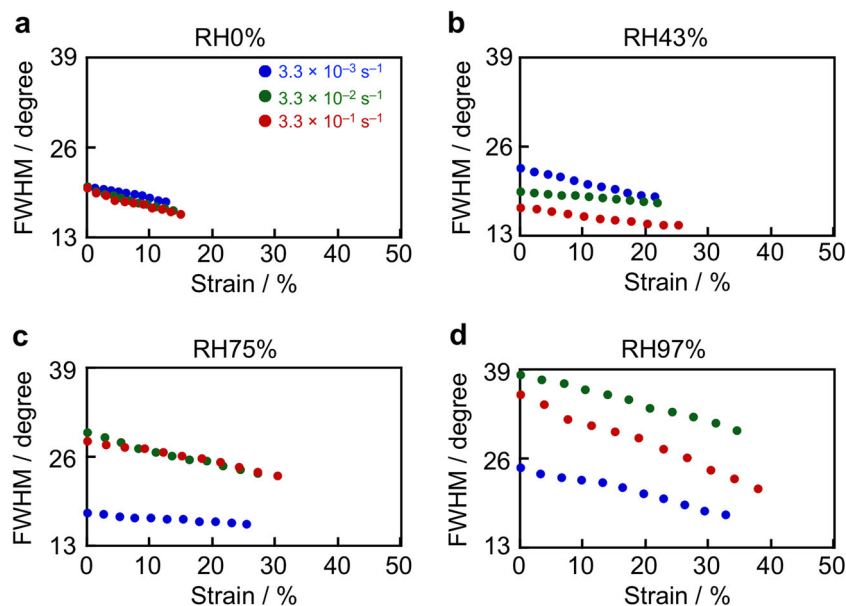 a
RH0%
39
26
13
FWHM / degree
3.3 × 10⁻³ s⁻¹
3.3 × 10⁻² s⁻¹
3.3 × 10⁻¹ s⁻¹
0 10 20 30 40 50
Strain / %
b
RH43%
39
26
13
FWHM / degree
0 10 20 30 40 50
Strain / %
c
RH75%
39
26
13
FWHM / degree
0 10 20 30 40 50
Strain / %
d
RH97%
39
26
13
FWHM / degree
0 10 20 30 40 50
Strain / %